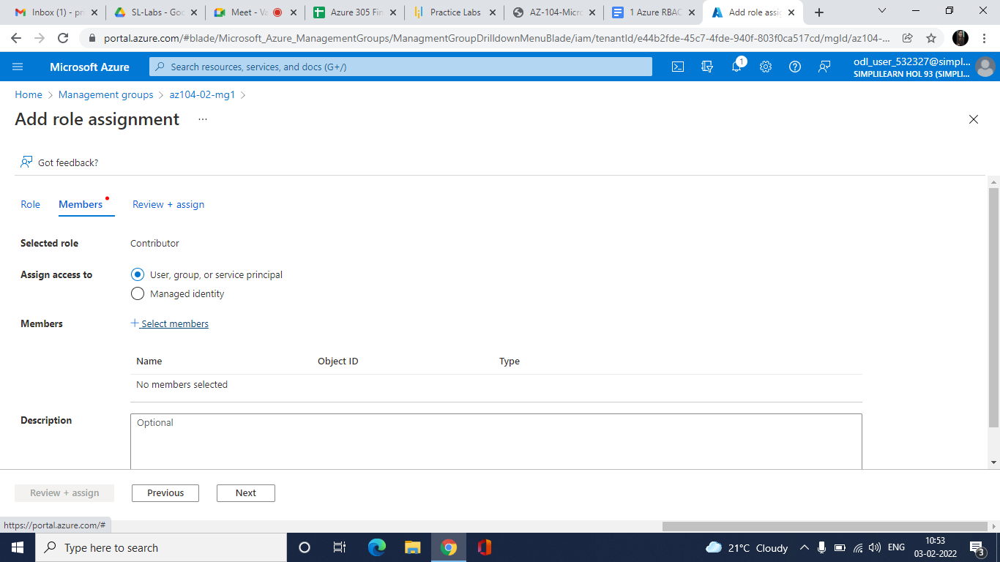 Inbox (1) - pr
SL-Labs - Goo
Meet - Va
Azure 305 Fin
Practice Labs
AZ-104-Micro
1 Azure RBAC
Add role assig
portal.azure.com/#blade/Microsoft_Azure_ManagementGroups/ManagmentGroupDrilldownMenuBlade/iam/tenantId/e44b2fde-45c7-4fde-940f-803f0ca517cd/mgId/az104-...
Microsoft Azure
Search resources, services, and docs (G+/)
1
odl_user_532327@simpl...
SIMPLILEARN HOL 93 (SIMPLI...
Home > Management groups > az104-02-mg1 >
Add role assignment ...
Got feedback?
Role
Members
Review + assign
Selected role
Contributor
Assign access to
User, group, or service principal
Managed identity
Members
+ Select members
Name
Object ID
Type
No members selected
Description
Optional
Review + assign
Previous
Next
https://portal.azure.com/#
Type here to search
21°C Cloudy
ENG
10:53
03-02-2022
3